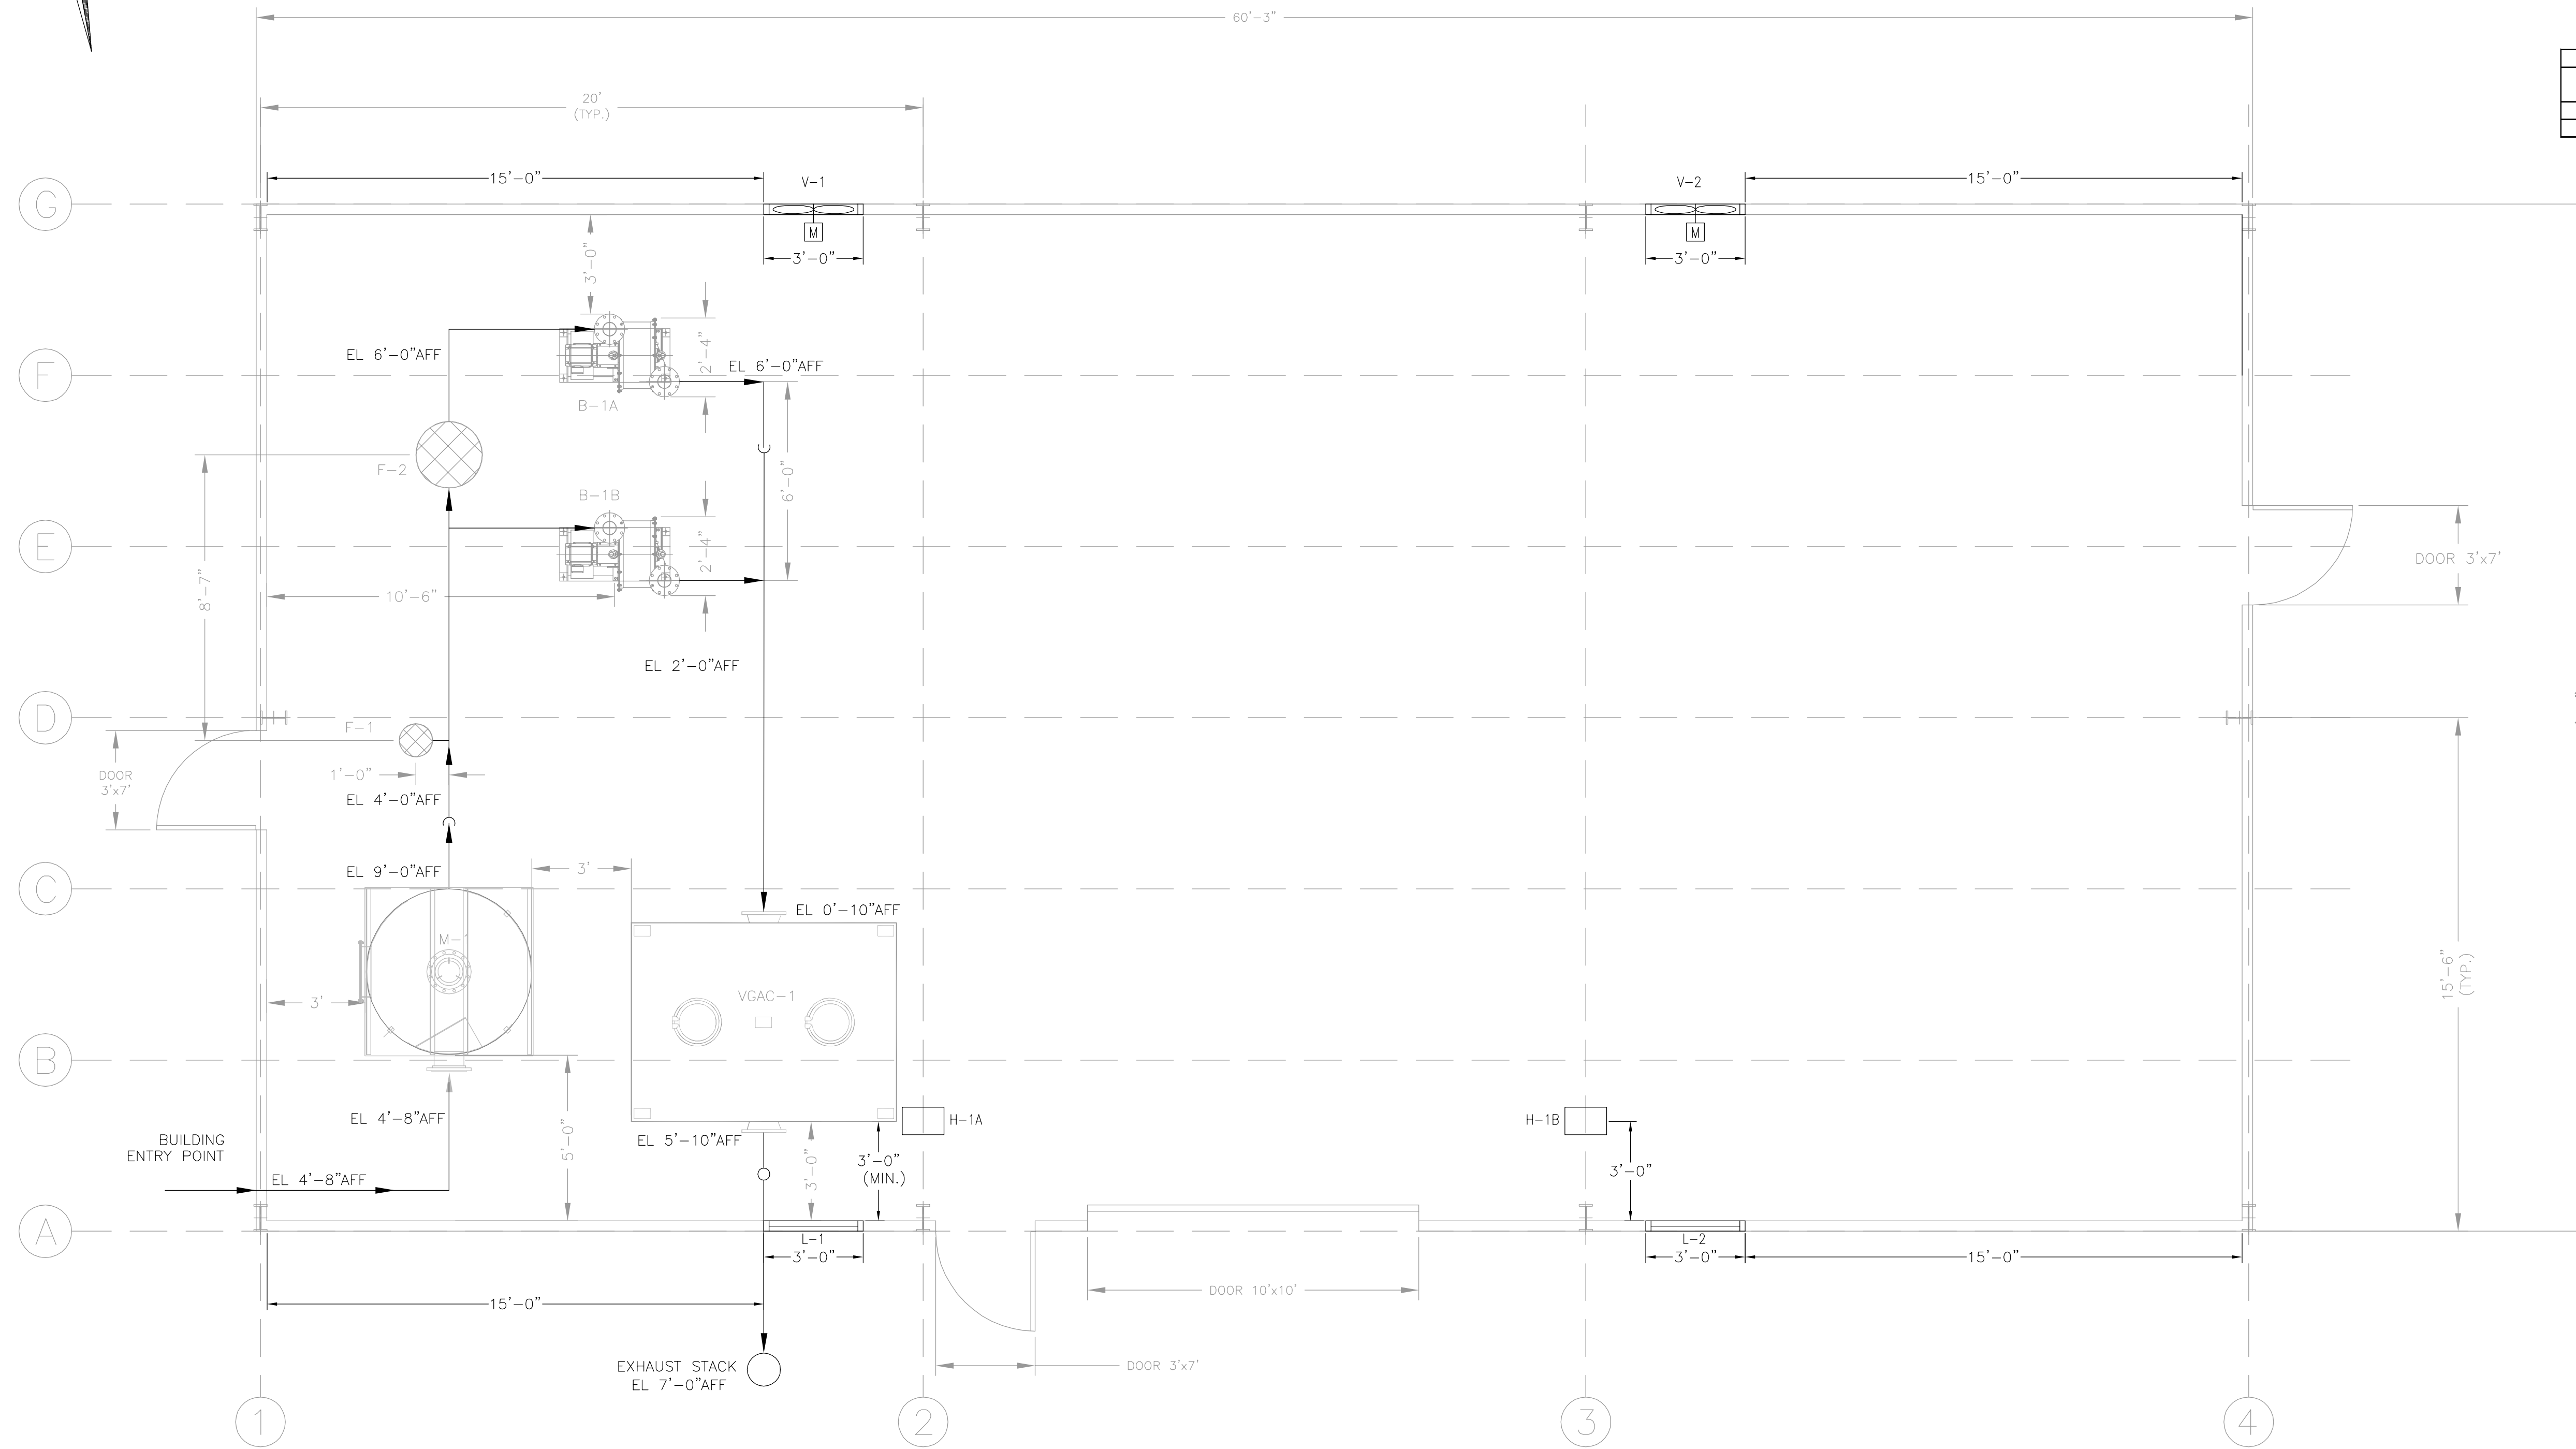 60'-3"
20'
(TYP.)
15'-0"
V-1
V-2
15'-0"
G
M
M
3'-0"
3'-0"
3'-0"
EL 6'-0"AFF
2'-4"
EL 6'-0"AFF
F
B-1A
F-2
6'-0"
B-1B
E
2'-4"
DOOR 3'x7'
8'-7"
10'-6"
EL 2'-0"AFF
D
F-1
1'-0"
DOOR
3'x7'
EL 4'-0"AFF
EL 9'-0"AFF
3'
C
EL 0'-10"AFF
M-1
15'-6"
(TYP.)
VGAC-1
3'
B
EL 4'-8"AFF
H-1A
H-1B
BUILDING
ENTRY POINT
5'-0"
EL 5'-10"AFF
3'-0"
3'-0"
(MIN.)
3'-0"
EL 4'-8"AFF
A
L-1
3'-0"
L-2
3'-0"
15'-0"
15'-0"
DOOR 10'x10'
EXHAUST STACK
EL 7'-0"AFF
DOOR 3'x7'
1
2
3
4